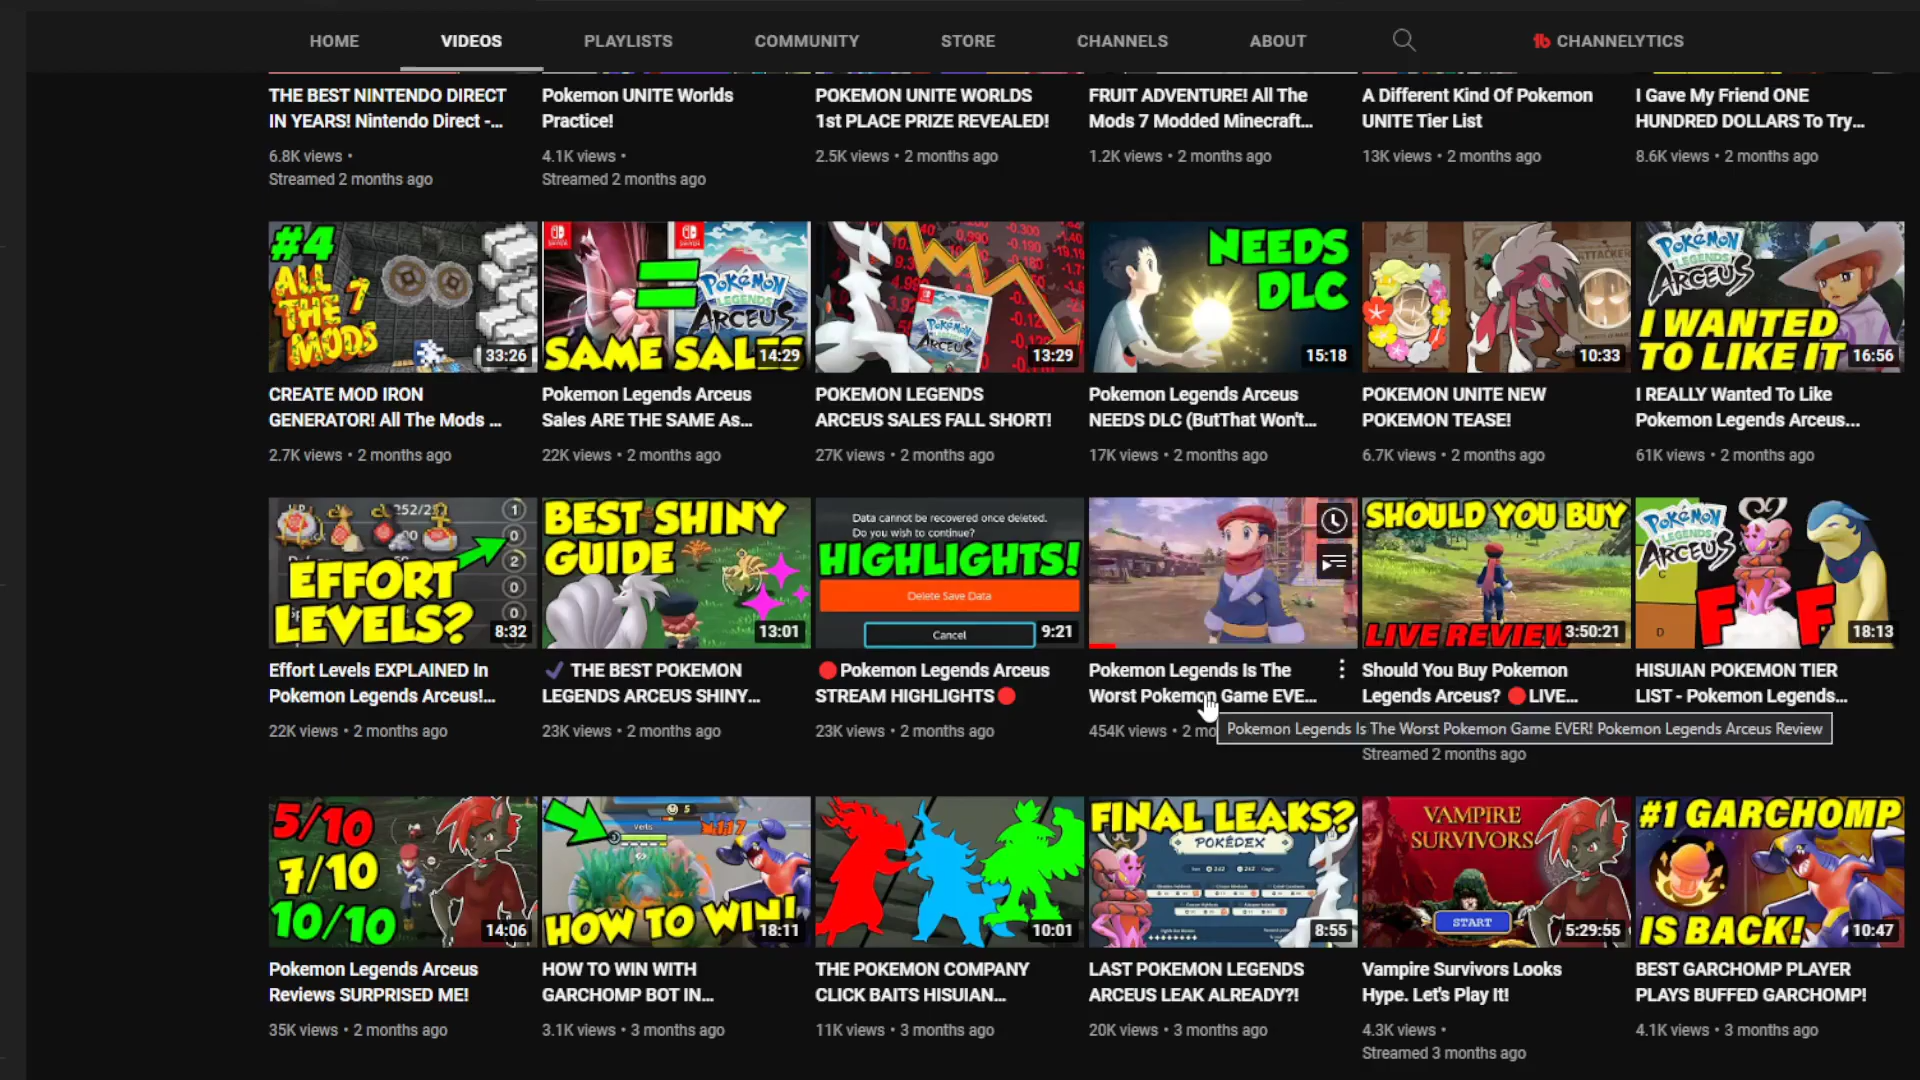 HOME
VIDEOS
PLAYLISTS
COMMUNITY
STORE
CHANNELS
ABOUT
CHANNELYTICS
THE BEST NINTENDO DIRECT
IN YEARS! Nintendo Direct -...
6.8K views •
Streamed 2 months ago
Pokemon UNITE Worlds
Practice!
4.1K views •
Streamed 2 months ago
POKEMON UNITE WORLDS
1st PLACE PRIZE REVEALED!
2.5K views • 2 months ago
FRUIT ADVENTURE! All The
Mods 7 Modded Minecraft...
1.2K views • 2 months ago
A Different Kind Of Pokemon
UNITE Tier List
13K views • 2 months ago
I Gave My Friend ONE
HUNDRED DOLLARS To Try...
8.6K views • 2 months ago
#4
ALL
THE 7
MODS
33:26
CREATE MOD IRON
GENERATOR! All The Mods ...
2.7K views • 2 months ago
POKÉMON
LEGENDS
ARCEUS
SAME SALES
14:29
Pokemon Legends Arceus
Sales ARE THE SAME As...
22K views • 2 months ago
POKÉMON
LEGENDS
ARCEUS
13:29
POKEMON LEGENDS
ARCEUS SALES FALL SHORT!
27K views • 2 months ago
NEEDS
DLC
15:18
Pokemon Legends Arceus
NEEDS DLC (ButThat Won't...
17K views • 2 months ago
10:33
POKEMON UNITE NEW
POKEMON TEASE!
6.7K views • 2 months ago
POKÉMON
LEGENDS
ARCEUS
I WANTED
TO LIKE IT
16:56
I REALLY Wanted To Like
Pokemon Legends Arceus...
61K views • 2 months ago
EFFORT
LEVELS?
8:32
Effort Levels EXPLAINED In
Pokemon Legends Arceus!...
22K views • 2 months ago
BEST SHINY
GUIDE
13:01
✔ THE BEST POKEMON
LEGENDS ARCEUS SHINY...
23K views • 2 months ago
Data cannot be recovered once deleted.
Do you wish to continue?
HIGHLIGHTS!
Delete Save Data
Cancel
9:21
🔴Pokemon Legends Arceus
STREAM HIGHLIGHTS🔴
23K views • 2 months ago
Pokemon Legends Is The
Worst Pokemon Game EVE...
454K views • 2 mo
Pokemon Legends Is The Worst Pokemon Game EVER! Pokemon Legends Arceus Review
SHOULD YOU BUY
LIVE REVIEW
3:50:21
Should You Buy Pokemon
Legends Arceus? 🔴LIVE...
Streamed 2 months ago
POKÉMON
LEGENDS
ARCEUS
F F
D
18:13
HISUIAN POKEMON TIER
LIST - Pokemon Legends...
5/10
7/10
10/10
14:06
Pokemon Legends Arceus
Reviews SURPRISED ME!
35K views • 2 months ago
HOW TO WIN!
18:11
HOW TO WIN WITH
GARCHOMP BOT IN...
3.1K views • 3 months ago
10:01
THE POKEMON COMPANY
CLICK BAITS HISUIAN...
11K views • 3 months ago
FINAL LEAKS?
POKÉDEX
8:55
LAST POKEMON LEGENDS
ARCEUS LEAK ALREADY?!
20K views • 3 months ago
VAMPIRE
SURVIVORS
START
5:29:55
Vampire Survivors Looks
Hype. Let's Play It!
4.3K views •
Streamed 3 months ago
#1 GARCHOMP
IS BACK!
10:47
BEST GARCHOMP PLAYER
PLAYS BUFFED GARCHOMP!
4.1K views • 3 months ago